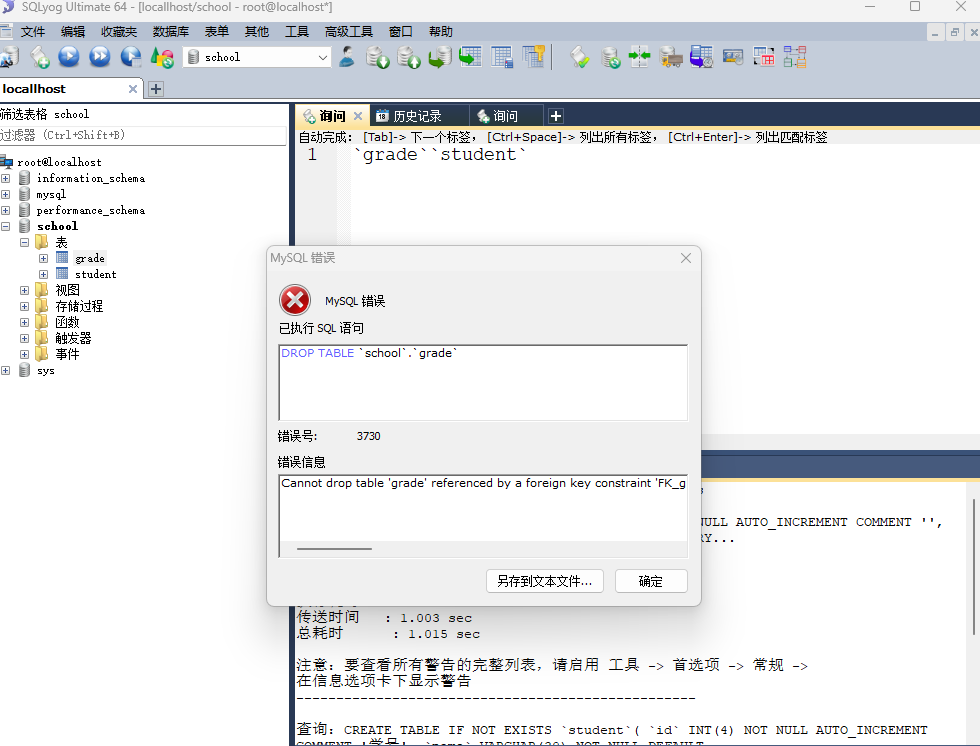 SQLyog Ultimate 64 - [localhost/school - root@localhost*]
文件 编辑 收藏夹 数据库 表单 其他 工具 高级工具 窗口 帮助
school
localhost
筛选表格 school
过滤器 (Ctrl+Shift+B)
root@localhost
information_schema
mysql
performance_schema
school
表
grade
student
视图
存储过程
函数
触发器
事件
sys
询问 历史记录 询问
自动完成: [Tab]-> 下一个标签, [Ctrl+Space]-> 列出所有标签, [Ctrl+Enter]-> 列出匹配标签
1 `grade``student`
MySQL 错误
MySQL 错误
已执行 SQL 语句
DROP TABLE `school`.`grade`
错误号: 3730
错误信息
Cannot drop table 'grade' referenced by a foreign key constraint 'FK_g
另存到文本文件... 确定
NULL AUTO_INCREMENT COMMENT '',
RY...
传送时间 : 1.003 sec
总耗时 : 1.015 sec
注意: 要查看所有警告的完整列表, 请启用 工具 -> 首选项 -> 常规 ->
在信息选项卡下显示警告
--------------------------------------------------
查询: CREATE TABLE IF NOT EXISTS `student`( `id` INT(4) NOT NULL AUTO_INCREMENT
COMMENT '学号', `name` VARCHAR(30) NOT NULL DEFAULT